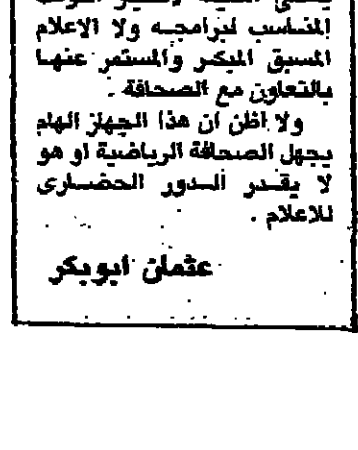 المناسب لبرامجه ولا الاعلام
المسبق المبكر والمستمر عنها
بالتعاون مع الصحافة .
ولا اظن ان هذا الجهاز الهام
يجهل الصحافة الرياضية او هو
لا يقدر الدور الحضارى
للاعلام .
عثمان ابوبكر